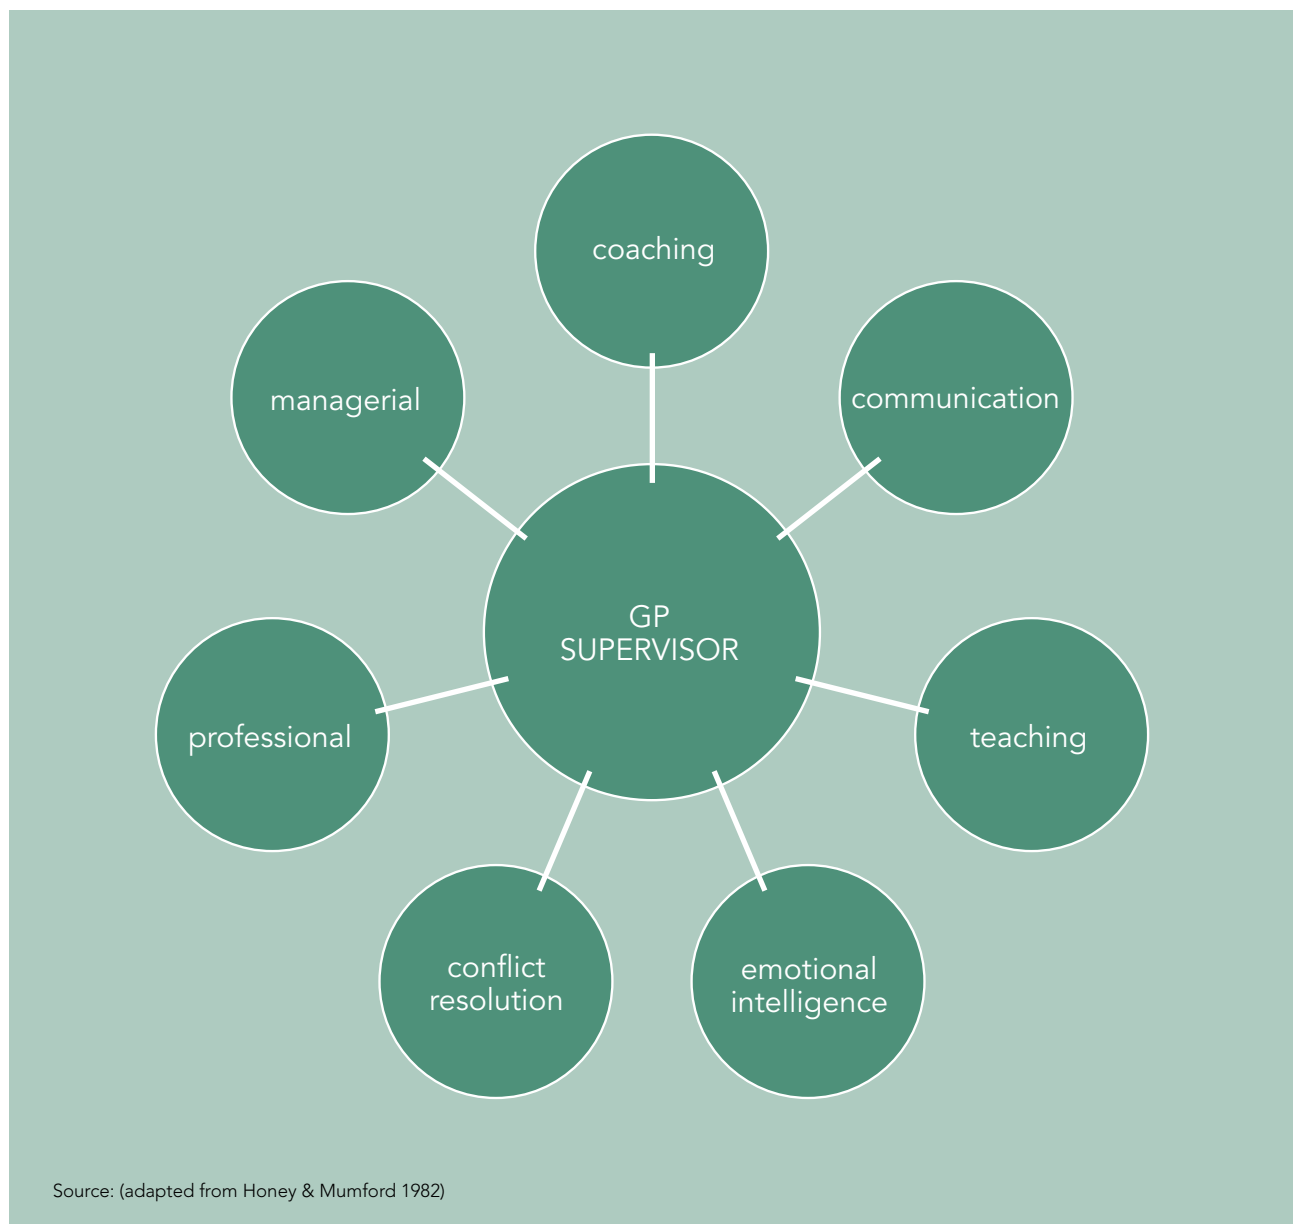 coaching
managerial
communication
GP
SUPERVISOR
professional
teaching
conflict
resolution
emotional
intelligence
Source: (adapted from Honey & Mumford 1982)